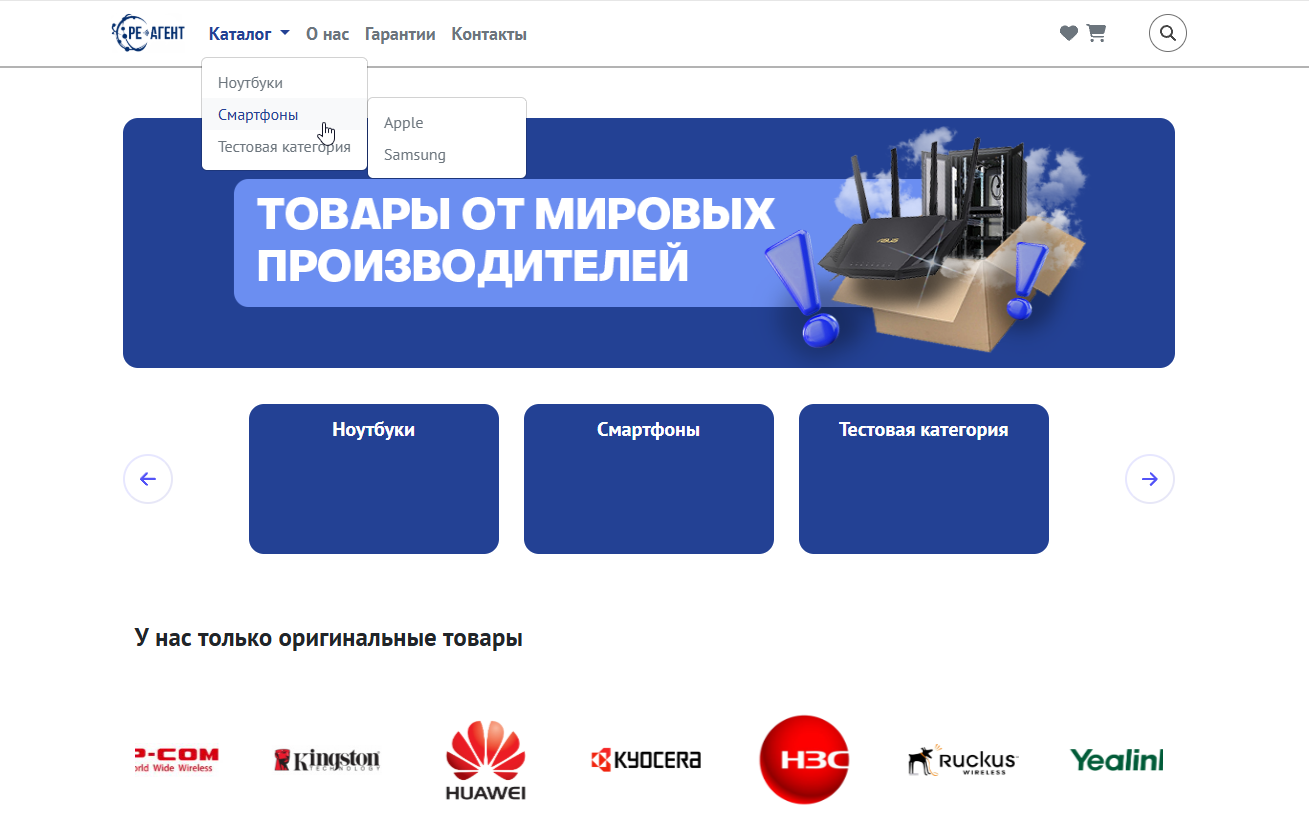 РЕ АГЕНТ
Каталог
О нас
Гарантии
Контакты
Ноутбуки
Смартфоны
Тестовая категория
Apple
Samsung
ТОВАРЫ ОТ МИРОВЫХ
ПРОИЗВОДИТЕЛЕЙ
ASUS
Ноутбуки
Смартфоны
Тестовая категория
У нас только оригинальные товары
P-COM
orld Wide Wireless
Kingston
TECHNOLOGY
HUAWEI
KYOCERA
H3C
RUCKUS
WIRELESS
Yealin